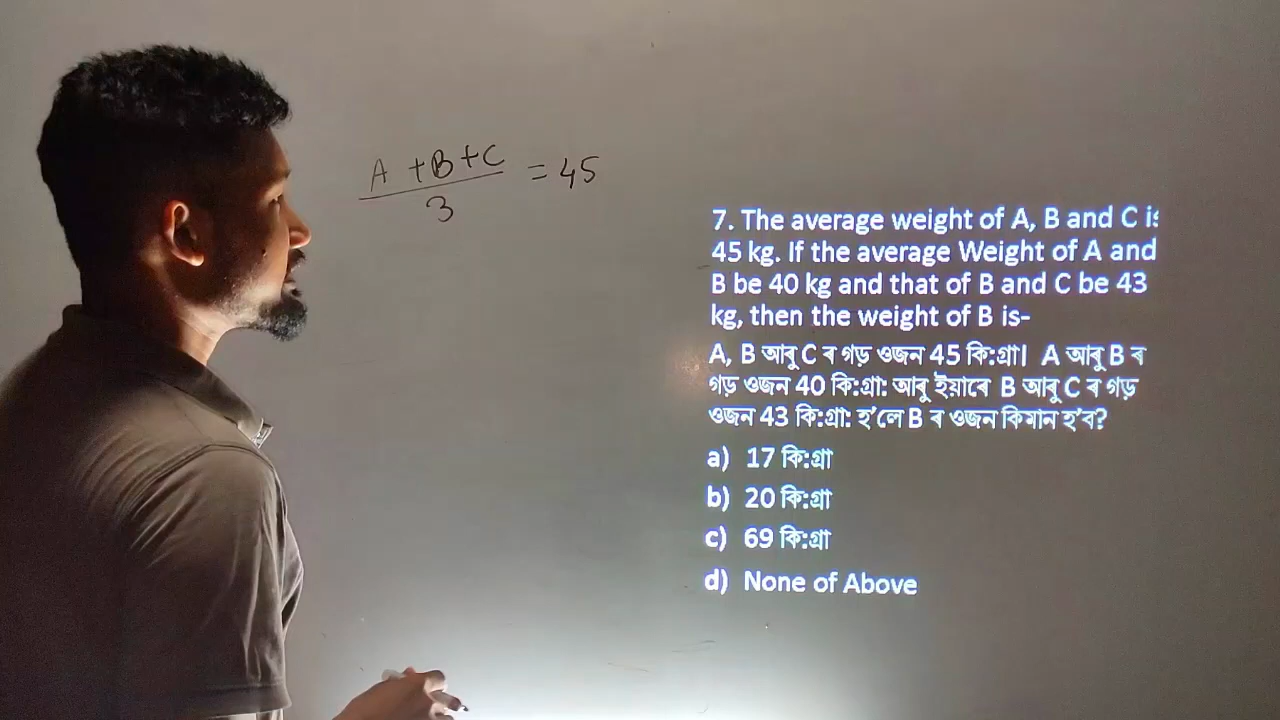 A + B + C
3
= 45
7. The average weight of A, B and C is
45 kg. If the average Weight of A and
B be 40 kg and that of B and C be 43
kg, then the weight of B is-
A, B আৰু C ৰ গড় ওজন 45 কি:গ্ৰা। A আৰু B ৰ
গড় ওজন 40 কি:গ্ৰা: আৰু ইয়াৰে B আৰু C ৰ গড়
ওজন 43 কি:গ্ৰা: হ'লে B ৰ ওজন কিমান হ'ব?
a) 17 কি:গ্ৰা
b) 20 কি:গ্ৰা
c) 69 কি:গ্ৰা
d) None of Above